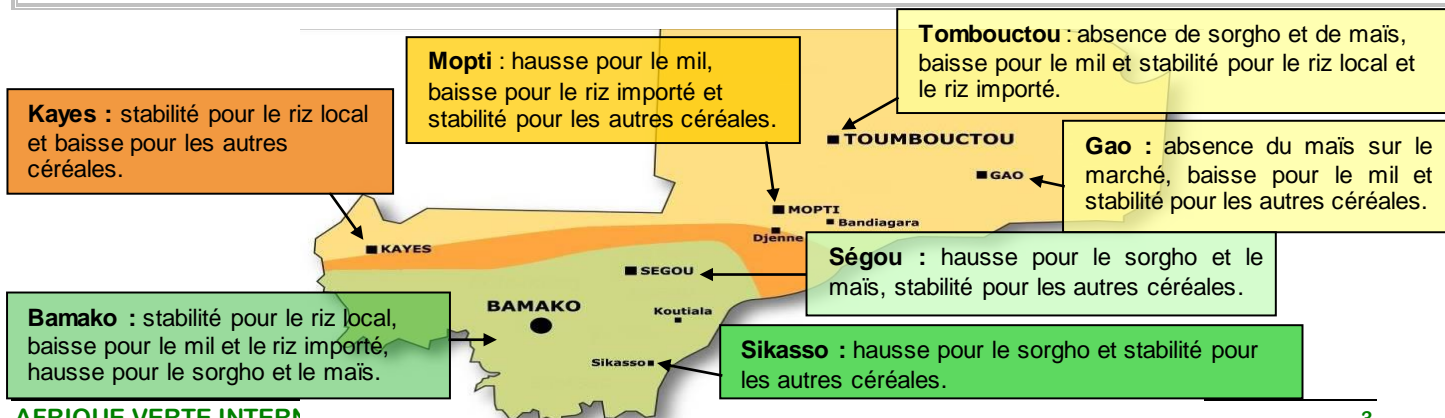 Tombouctou : absence de sorgho et de maïs,
baisse pour le mil et stabilité pour le riz local et
le riz importé.
Mopti : hausse pour le mil,
baisse pour le riz importé et
stabilité pour les autres céréales.
Kayes : stabilité pour le riz local
et baisse pour les autres
céréales.
TOUMBOUCTOU
Gao : absence du maïs sur le
marché, baisse pour le mil et
stabilité pour les autres céréales.
GAO
MOPTI
Bandiagara
Djenne
KAYES
Ségou : hausse pour le sorgho et le
maïs, stabilité pour les autres céréales.
SEGOU
BAMAKO
Koutiala
Bamako : stabilité pour le riz local,
baisse pour le mil et le riz importé,
hausse pour le sorgho et le maïs.
Sikasso
Sikasso : hausse pour le sorgho et stabilité pour
les autres céréales.
AFRIQUE VERTE
3